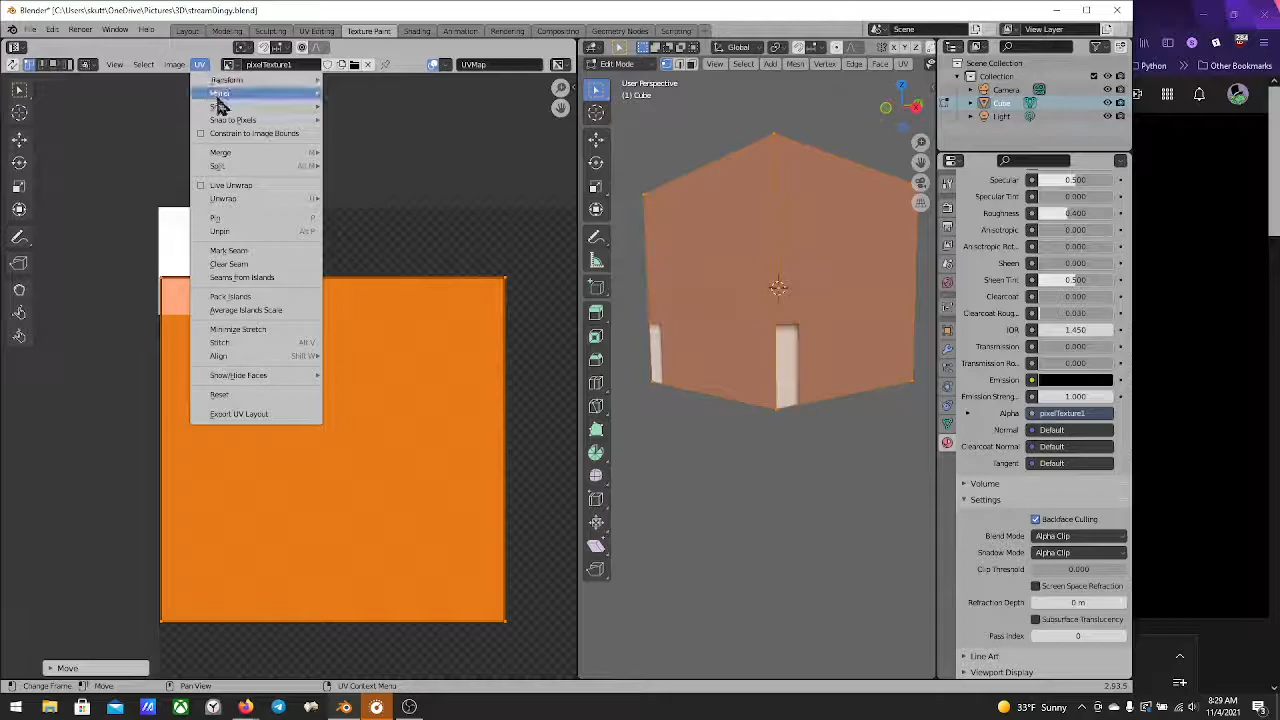 Blender* [C:\Users\skutt\OneDrive\Pictures\3D\streamDingy.blend]
File Edit Render Window Help Layout Modeling Sculpting UV Editing Texture Paint Shading Animation Rendering Compositing Geometry Nodes Scripting
Scene View Layer
Global X Y Z
View Select Image UV pixelTexture1 UVMap
Edit Mode View Select Add Mesh Vertex Edge Face UV
Other Bookmarks
Transform
Mirror
Snap to Pixels
Constrain to Image Bounds
Merge M
Split Alt M
Live Unwrap
Unwrap U
Pin P
Unpin Alt P
Mark Seam
Clear Seam
Seams from Islands
Pack Islands
Average Islands Scale
Minimize Stretch
Stitch Alt V
Align Shift W
Show/Hide Faces
Reset
Export UV Layout
Move
User Perspective
(1) Cube
Z
X
Scene Collection
Collection
Camera
Cube
Light
Specular 0.500
Specular Tint 0.000
Roughness 0.400
Anisotropic 0.000
Anisotropic Rot... 0.000
Sheen 0.000
Sheen Tint 0.500
Clearcoat 0.000
Clearcoat Roug... 0.030
IOR 1.450
Transmission 0.000
Transmission Ro... 0.000
Emission
Emission Streng... 1.000
Alpha pixelTexture1
Normal Default
Clearcoat Normal Default
Tangent Default
Volume
Settings
Backface Culling
Blend Mode Alpha Clip
Shadow Mode Alpha Clip
Clip Threshold 0.000
Screen Space Refraction
Refraction Depth 0 m
Subsurface Translucency
Pass Index 0
Line Art
Viewport Display
Change Frame Move Pan View UV Context Menu 2.93.5
33°F Sunny
8:29 AM
11/4/2021